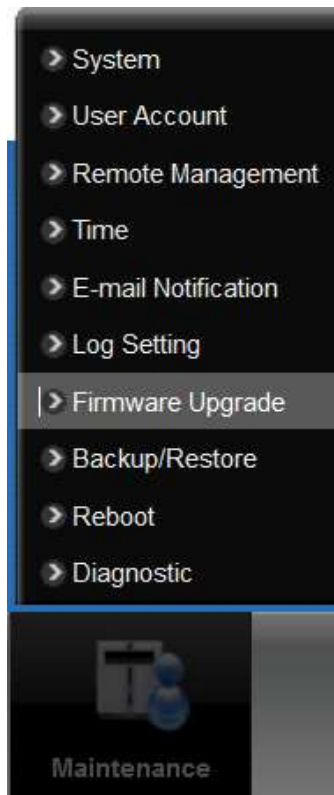 System
User Account
Remote Management
Time
E-mail Notification
Log Setting
Firmware Upgrade
Backup/Restore
Reboot
Diagnostic
Maintenance